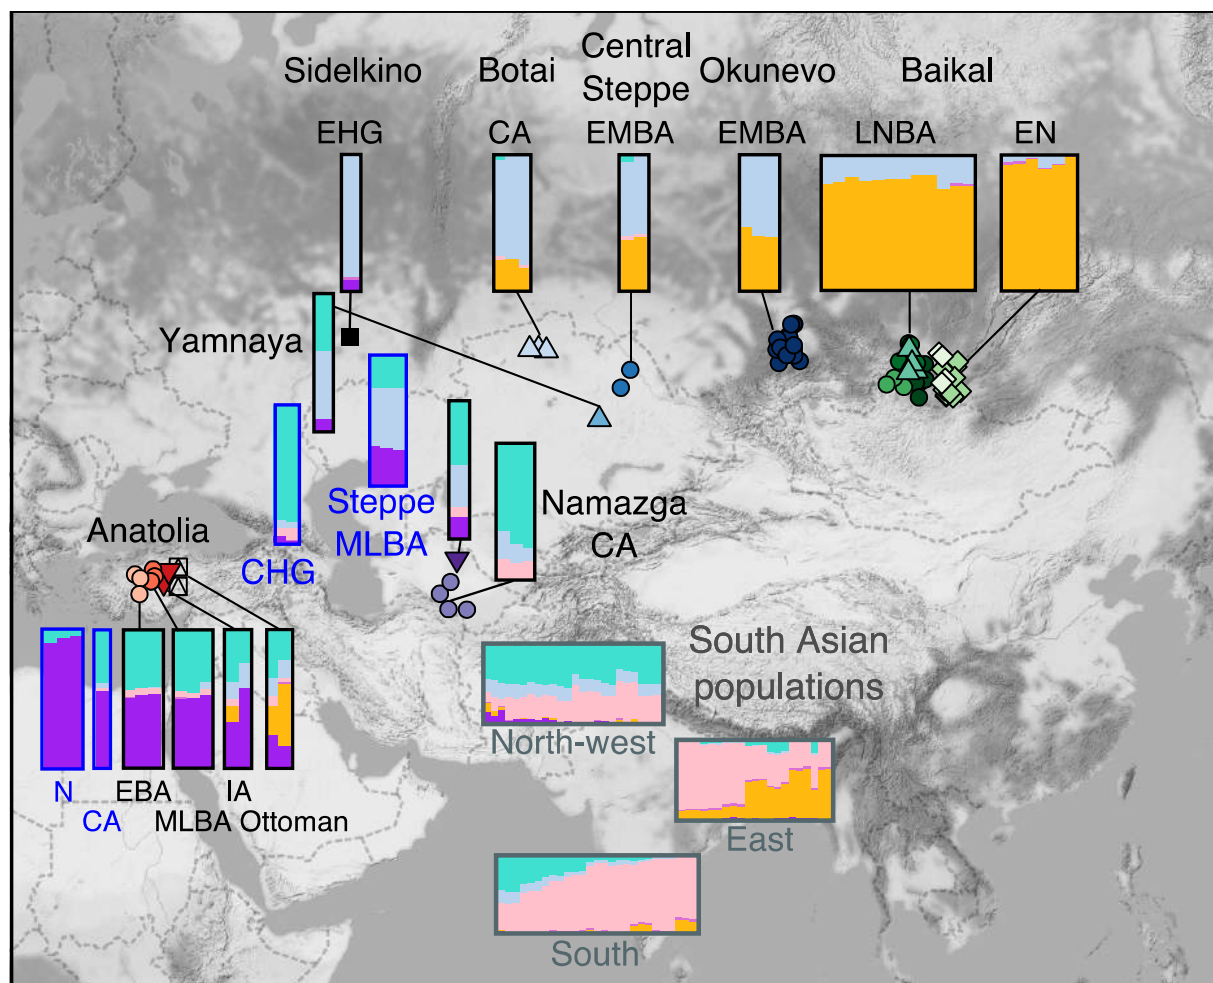 Sidelkino
Botai
Central
Steppe
Okunevo
Baikal
EHG
CA
EMBA
EMBA
LNBA
EN
Yamnaya
Steppe
MLBA
Namazga
CA
Anatolia
CHG
South Asian
populations
North-west
East
South
N
EBA
IA
CA
MLBA
Ottoman